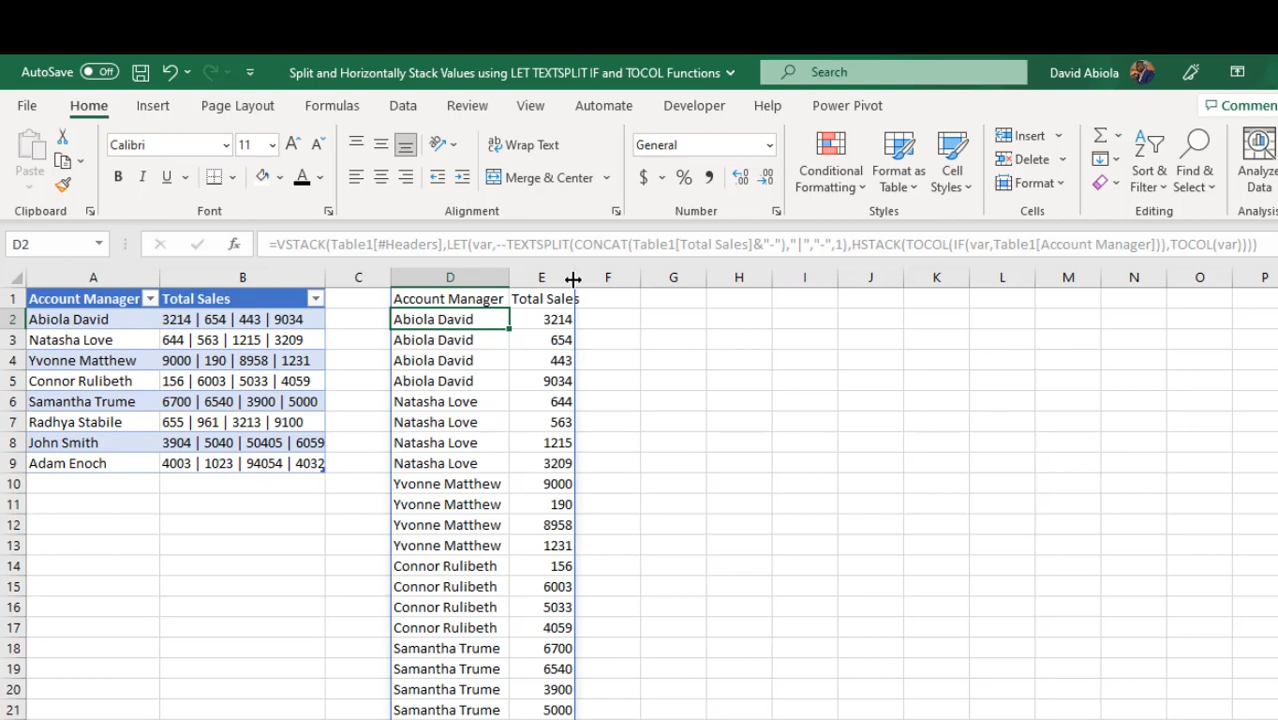 AutoSave Off Split and Horizontally Stack Values using LET TEXTSPLIT IF and TOCOL Functions Search David Abiola
File Home Insert Page Layout Formulas Data Review View Automate Developer Help Power Pivot Commen
Paste Calibri 11 A A Wrap Text General Conditional Formatting Format as Table Cell Styles Insert Sort & Filter Find & Select Analyze Data
B I U A Merge & Center $ % Delete
Format
Clipboard Font Alignment Number Styles Cells Editing Analysis
D2 fx =VSTACK(Table1[#Headers],LET(var,--TEXTSPLIT(CONCAT(Table1[Total Sales]&"-"),"|","-",1),HSTACK(TOCOL(IF(var,Table1[Account Manager])),TOCOL(var))))
A B C D E F G H I J K L M N O P
1 Account Manager Total Sales Account Manager Total Sales
2 Abiola David 3214 | 654 | 443 | 9034 Abiola David 3214
3 Natasha Love 644 | 563 | 1215 | 3209 Abiola David 654
4 Yvonne Matthew 9000 | 190 | 8958 | 1231 Abiola David 443
5 Connor Rulibeth 156 | 6003 | 5033 | 4059 Abiola David 9034
6 Samantha Trume 6700 | 6540 | 3900 | 5000 Natasha Love 644
7 Radhya Stabile 655 | 961 | 3213 | 9100 Natasha Love 563
8 John Smith 3904 | 5040 | 50405 | 6059 Natasha Love 1215
9 Adam Enoch 4003 | 1023 | 94054 | 4032 Natasha Love 3209
10 Yvonne Matthew 9000
11 Yvonne Matthew 190
12 Yvonne Matthew 8958
13 Yvonne Matthew 1231
14 Connor Rulibeth 156
15 Connor Rulibeth 6003
16 Connor Rulibeth 5033
17 Connor Rulibeth 4059
18 Samantha Trume 6700
19 Samantha Trume 6540
20 Samantha Trume 3900
21 Samantha Trume 5000